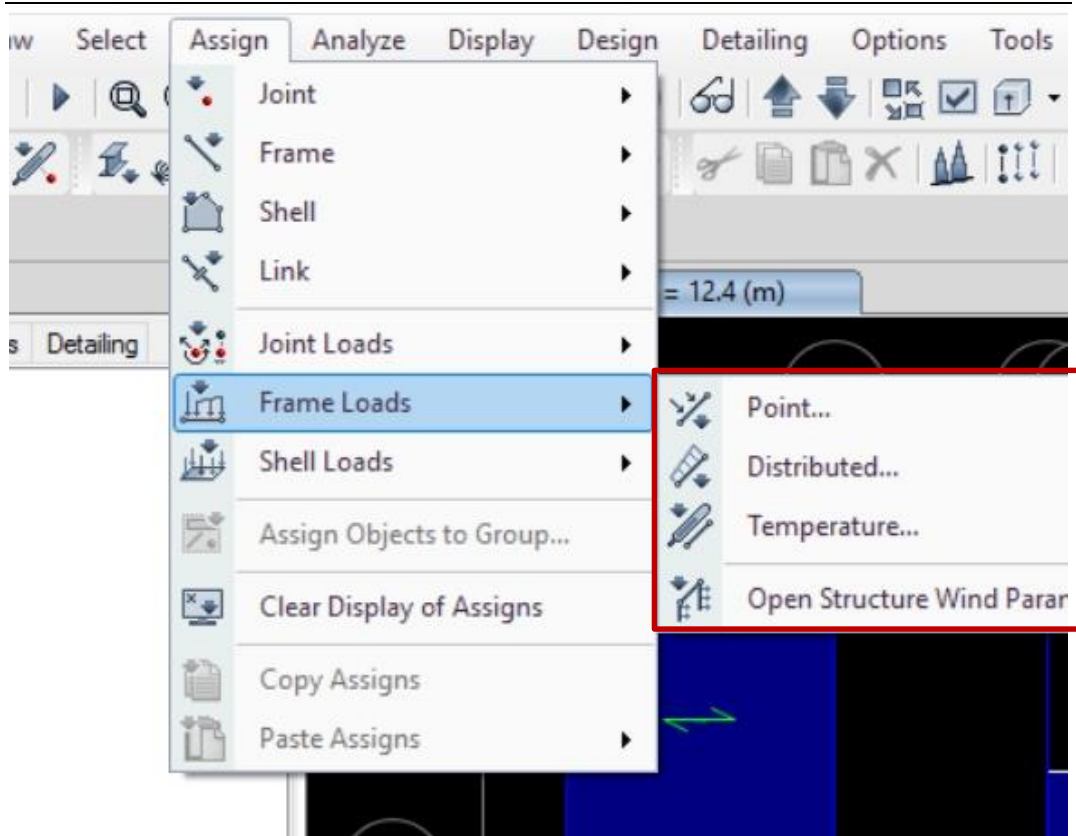 Select Assign Analyze Display Design Detailing Options Tools
Joint
Frame
Shell
Link
= 12.4 (m)
Detailing
Joint Loads
Frame Loads
Point...
Distributed...
Shell Loads
Temperature...
Assign Objects to Group...
Open Structure Wind Param
Clear Display of Assigns
Copy Assigns
Paste Assigns